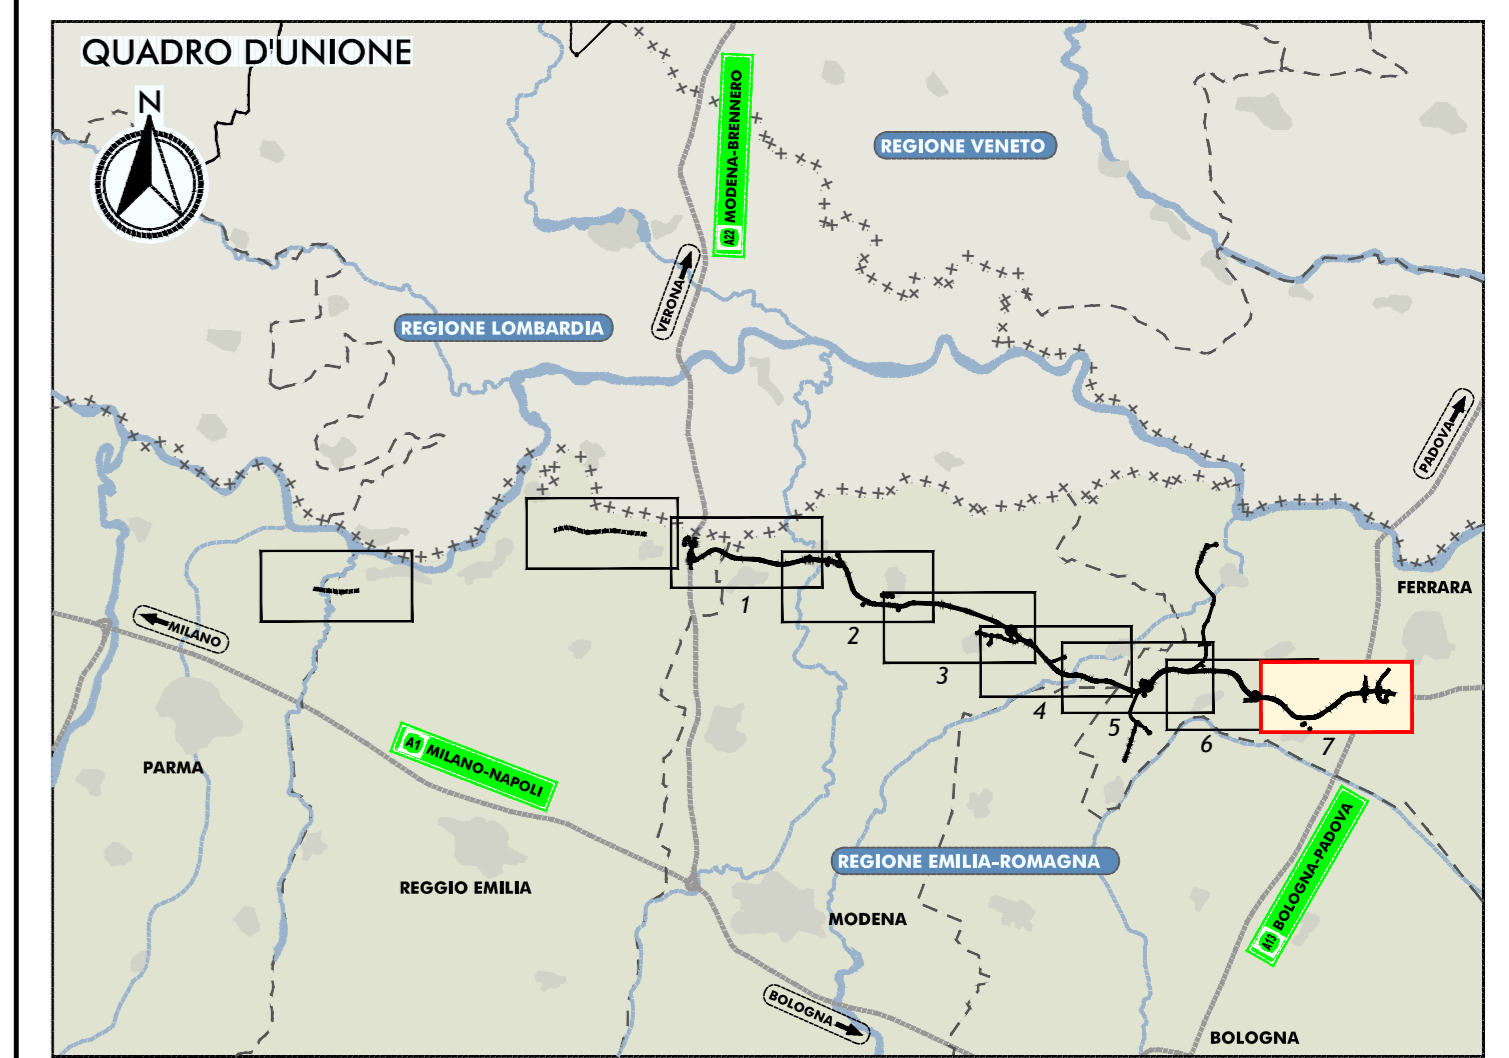 QUADRO D'UNIONE
N
A22 MODENA-BRENNERO
REGIONE VENETO
VERONA
REGIONE LOMBARDIA
PADOVA
FERRARA
MILANO
1
2
3
4
5
6
7
PARMA
A1 MILANO-NAPOLI
REGIONE EMILIA-ROMAGNA
A13 BOLOGNA-PADOVA
REGGIO EMILIA
MODENA
BOLOGNA
BOLOGNA